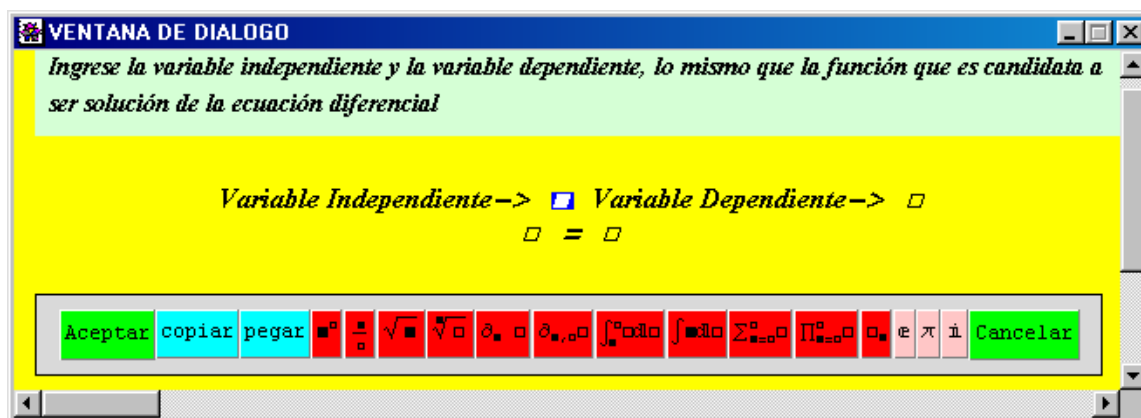 VENTANA DE DIALOGO
Ingrese la variable independiente y la variable dependiente, lo mismo que la función que es candidata a
ser solución de la ecuación diferencial
Variable Independiente–> □ Variable Dependiente–> □
□ = □
Aceptar copiar pegar ■^□ ■/□ √■ ■√□ ∂■ □ ∂■,□□ ∫■^□□d□ ∫■d□ ∑■=□^□□ ∏■=□^□□ □■ e π i Cancelar